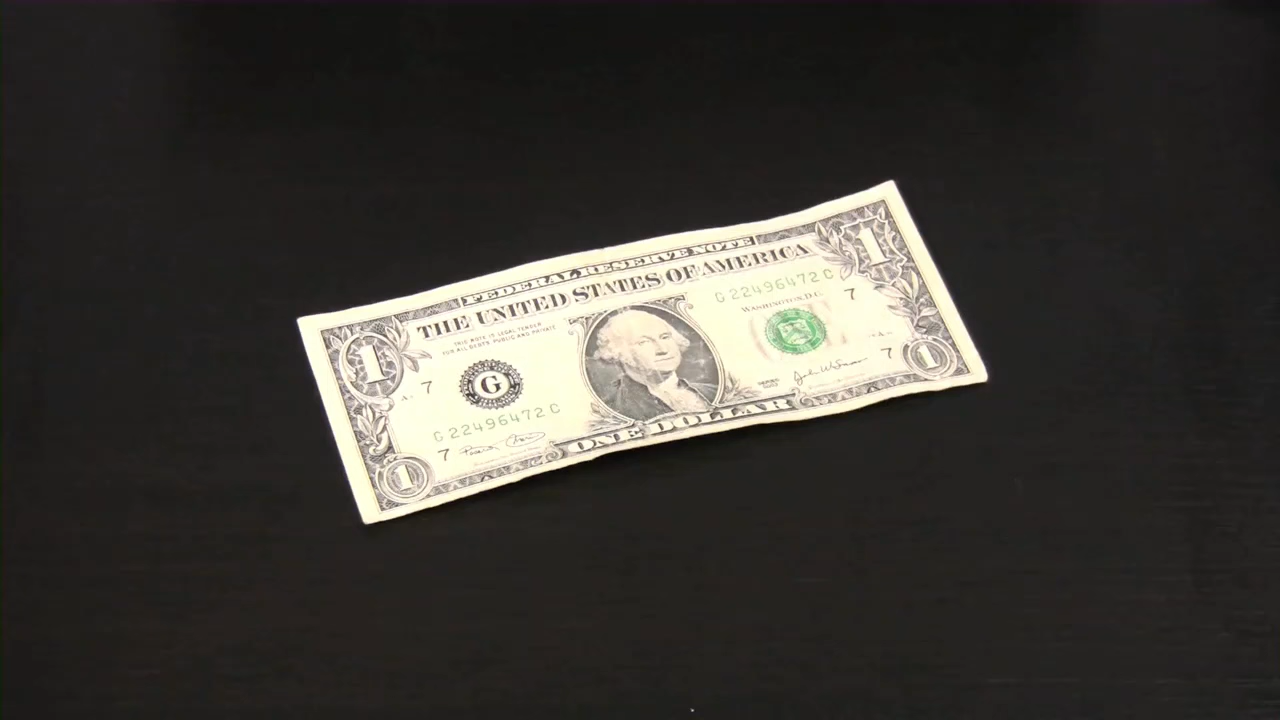 FEDERAL RESERVE NOTE
THE UNITED STATES OF AMERICA
THIS NOTE IS LEGAL TENDER
FOR ALL DEBTS, PUBLIC AND PRIVATE
G 22496472 C
WASHINGTON, D.C.
1
1
7
7
G
G 22496472 C
7
7
SERIES
1
1
ONE DOLLAR